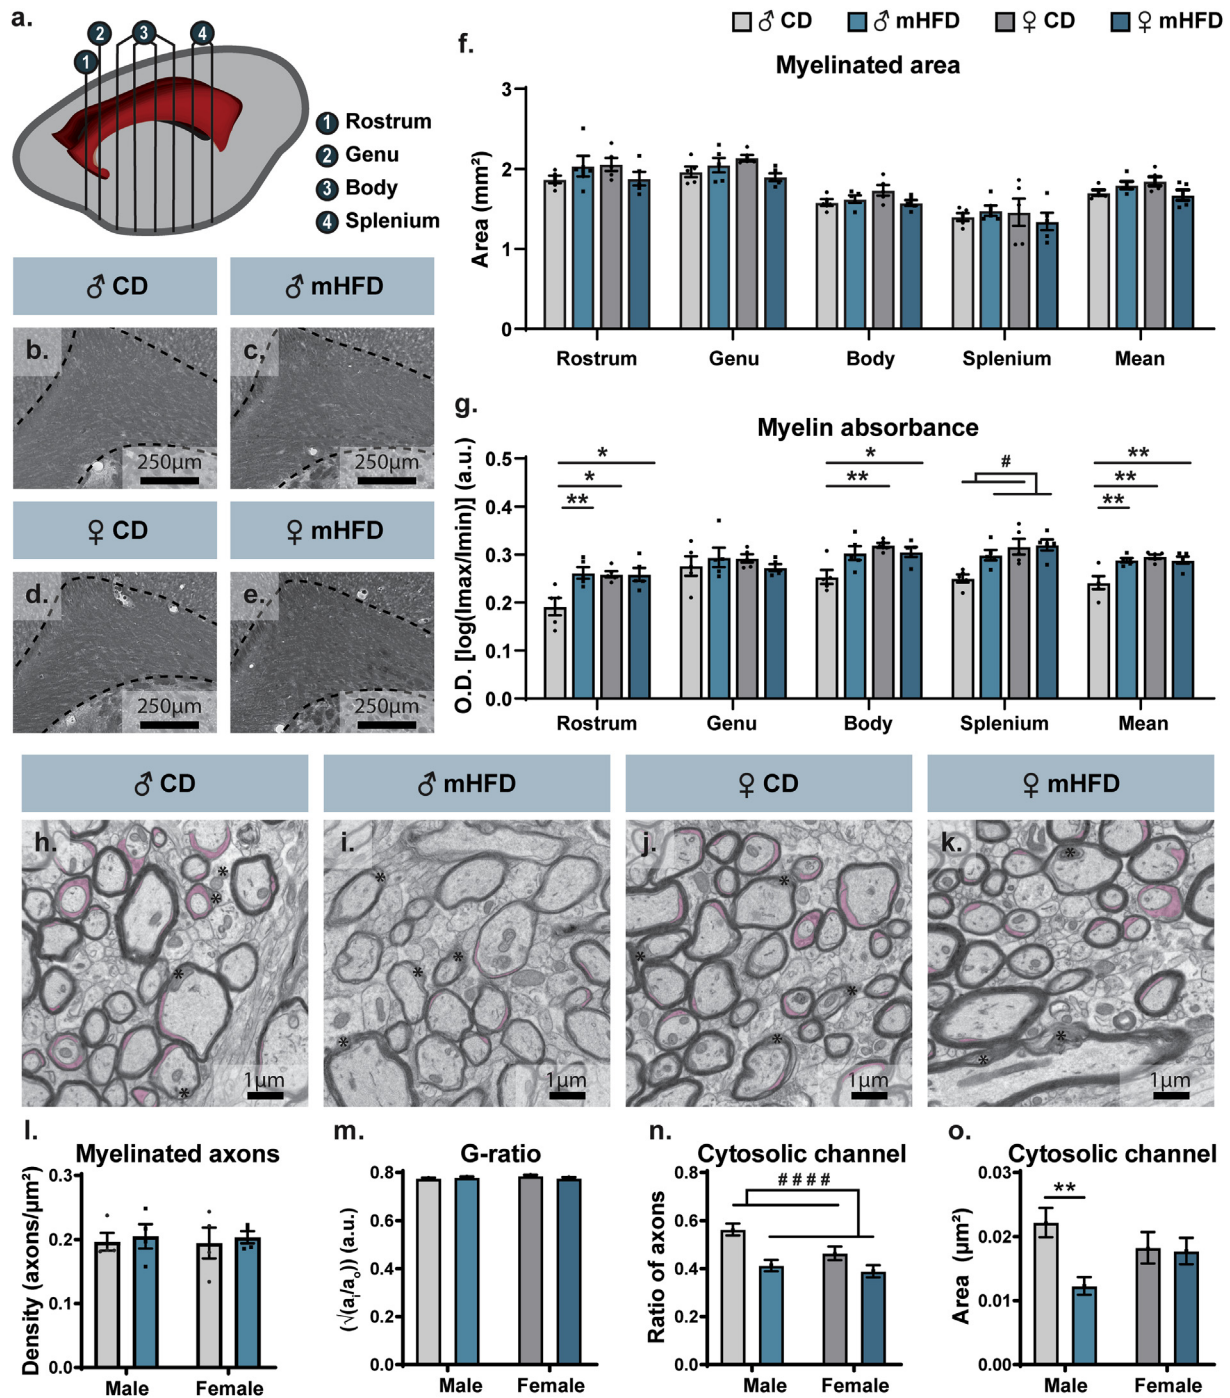 a.
1
2
3
4
1 Rostrum
2 Genu
3 Body
4 Splenium
♂ CD
♂ mHFD
♀ CD
♀ mHFD
♂ CD
♂ mHFD
b.
250µm
c.
250µm
♀ CD
♀ mHFD
d.
250µm
e.
250µm
f.
Myelinated area
Area (mm²)
3
2
1
0
Rostrum
Genu
Body
Splenium
Mean
g.
Myelin absorbance
O.D. [log(Imax/Imin)] (a.u.)
0.5
0.4
0.3
0.2
0.1
0.0
*
*
**
*
**
#
**
**
**
Rostrum
Genu
Body
Splenium
Mean
♂ CD
♂ mHFD
♀ CD
♀ mHFD
h.
*
*
*
*
1µm
i.
*
*
*
*
1µm
j.
*
*
*
*
1µm
k.
*
*
*
1µm
l.
Myelinated axons
Density (axons/µm²)
0.3
0.2
0.1
0.0
Male
Female
m.
G-ratio
(√(aᵢ/aₒ)) (a.u.)
0.8
0.6
0.4
0.2
0.0
Male
Female
n.
Cytosolic channel
Ratio of axons
0.8
0.6
0.4
0.2
0.0
####
Male
Female
o.
Cytosolic channel
Area (µm²)
0.03
0.02
0.01
0.00
**
Male
Female